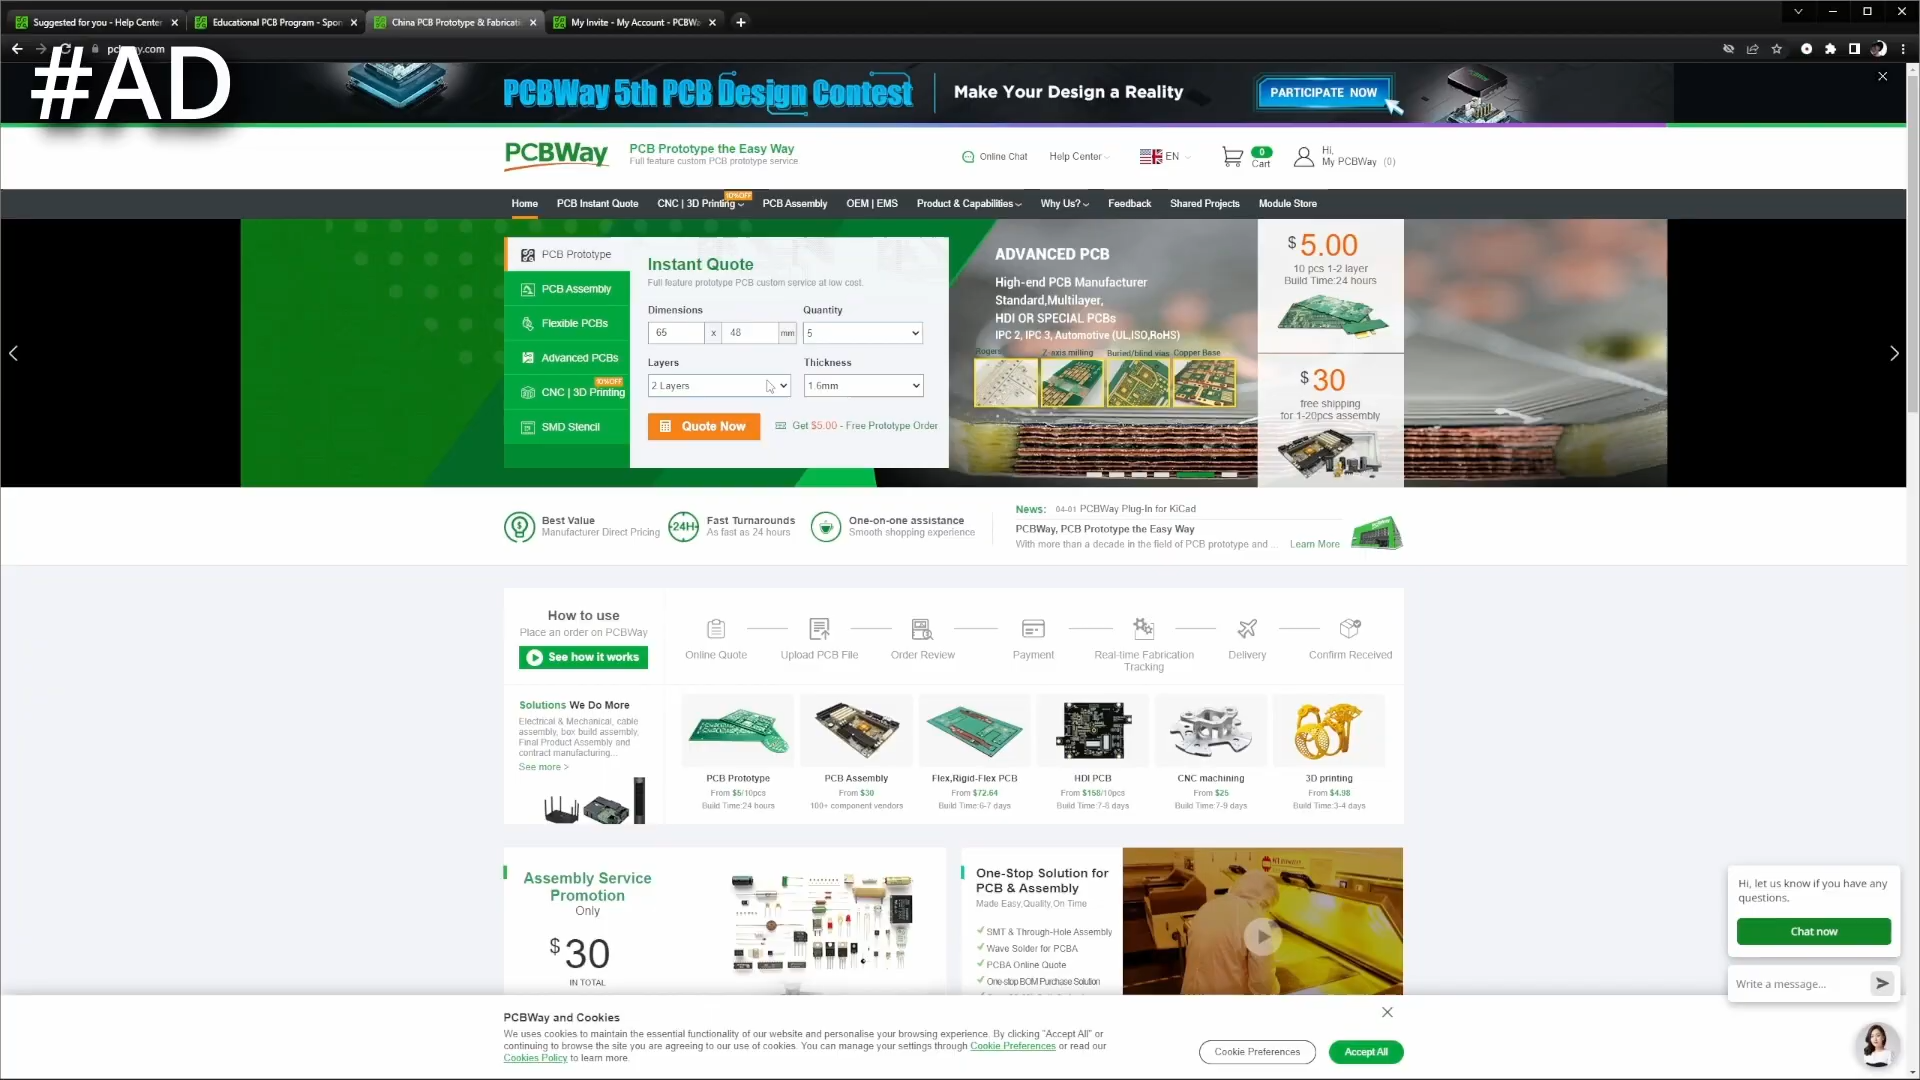 Suggested for you - Help Center
Educational PCB Program - Spon
China PCB Prototype & Fabricati
My Invite - My Account - PCBWa
#AD
PCBWay 5th PCB Design Contest
Make Your Design a Reality
PARTICIPATE NOW
PCBWay
PCB Prototype the Easy Way
Full feature custom PCB prototype service
Online Chat
Help Center
EN
0
Cart
Hi,
My PCBWay (0)
Home
PCB Instant Quote
CNC | 3D Printing
10%OFF
PCB Assembly
OEM | EMS
Product & Capabilities
Why Us?
Feedback
Shared Projects
Module Store
PCB Prototype
PCB Assembly
Flexible PCBs
Advanced PCBs
10%OFF
CNC | 3D Printing
SMD Stencil
Instant Quote
Full feature prototype PCB custom service at low cost.
Dimensions
Quantity
65 x 48 mm
5
Layers
Thickness
2 Layers
1.6mm
Quote Now
Get $5.00 - Free Prototype Order
ADVANCED PCB
High-end PCB Manufacturer
Standard,Multilayer,
HDI OR SPECIAL PCBs
IPC 2, IPC 3, Automotive (UL,ISO,RoHS)
Rogers
Z-axis milling
Buried/blind vias
Copper Base
$5.00
10 pcs 1-2 layer
Build Time:24 hours
$30
free shipping
for 1-20pcs assembly
Best Value
Manufacturer Direct Pricing
24H
Fast Turnarounds
As fast as 24 hours
One-on-one assistance
Smooth shopping experience
News: 04-01 PCBWay Plug-In for KiCad
PCBWay, PCB Prototype the Easy Way
With more than a decade in the field of PCB prototype and ...
Learn More
How to use
Place an order on PCBWay
See how it works
Online Quote
Upload PCB File
Order Review
Payment
Real-time Fabrication
Tracking
Delivery
Confirm Received
Solutions We Do More
Electrical & Mechanical, cable
assembly, box build assembly,
Final Product Assembly and
contract manufacturing...
See more >
PCB Prototype
From $5/10pcs
Build Time:24 hours
PCB Assembly
From $30
100+ component vendors
Flex,Rigid-Flex PCB
From $72.64
Build Time:6-7 days
HDI PCB
From $158/10pcs
Build Time:7-8 days
CNC machining
From $25
Build Time:7-9 days
3D printing
From $4.98
Build Time:3-4 days
Assembly Service
Promotion
Only
$30
IN TOTAL
One-Stop Solution for
PCB & Assembly
Made Easy,Quality,On Time
SMT & Through-Hole Assembly
Wave Solder for PCBA
PCBA Online Quote
One-stop BOM Purchase Solution
Hi, let us know if you have any
questions.
Chat now
Write a message...
PCBWay and Cookies
We uses cookies to maintain the essential functionality of our website and personalise your browsing experience. By clicking "Accept All" or
continuing to browse the site you are agreeing to our use of cookies. You can manage your settings through Cookie Preferences or read our
Cookies Policy to learn more.
Cookie Preferences
Accept All